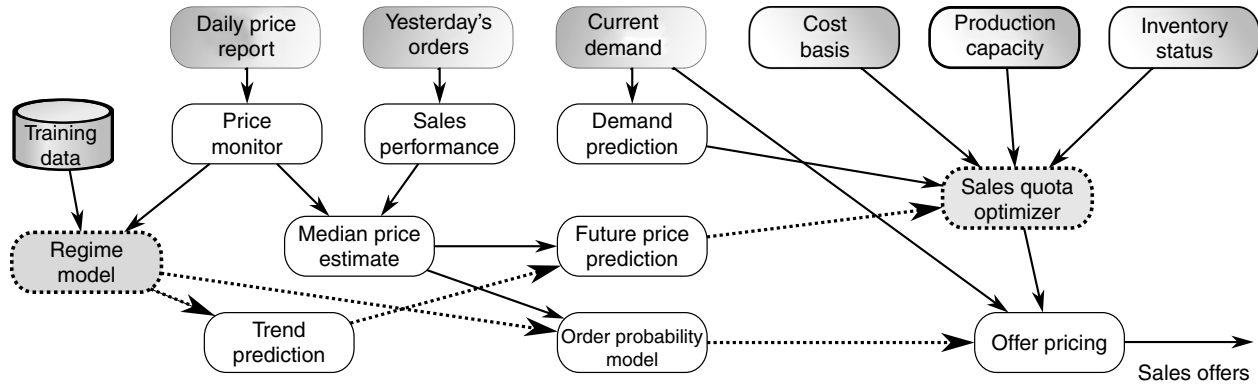 Daily price
report
Yesterday's
orders
Current
demand
Cost
basis
Production
capacity
Inventory
status
Training
data
Price
monitor
Sales
performance
Demand
prediction
Sales quota
optimizer
Regime
model
Median price
estimate
Future price
prediction
Trend
prediction
Order probability
model
Offer pricing
Sales offers